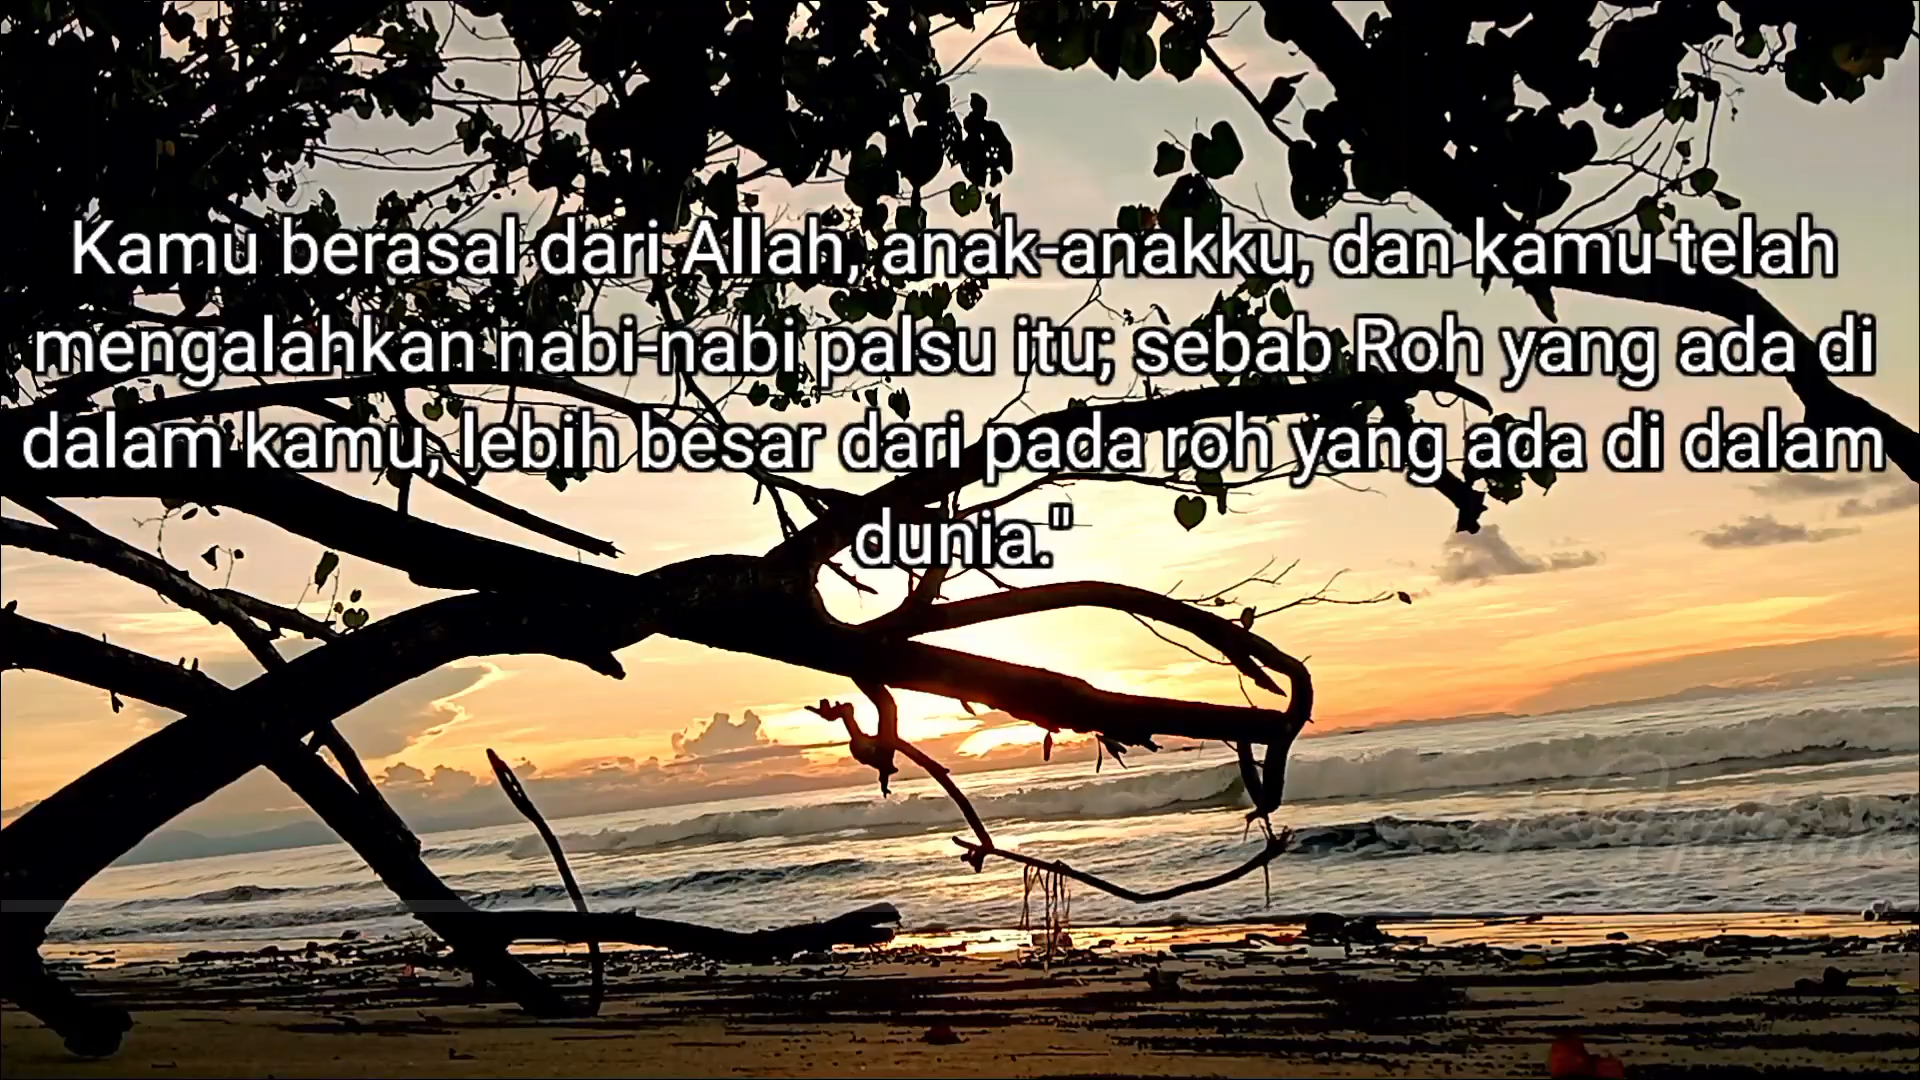 Kamu berasal dari Allah, anak-anakku, dan kamu telah
mengalahkan nabi-nabi palsu itu; sebab Roh yang ada di
dalam kamu, lebih besar dari pada roh yang ada di dalam
dunia."